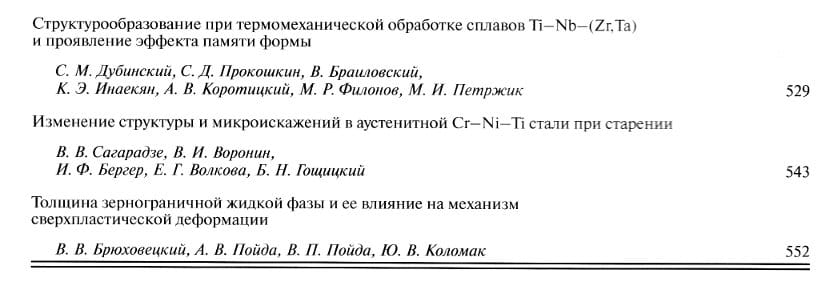 Структурообразование при термомеханической обработке сплавов Ti–Nb–(Zr,Ta)
и проявление эффекта памяти формы
С. М. Дубинский, С. Д. Прокошкин, В. Браиловский,
К. Э. Инаекян, А. В. Коротицкий, М. Р. Филонов, М. И. Петржик 529
Изменение структуры и микроискажений в аустенитной Cr–Ni–Ti стали при старении
В. В. Сагарадзе, В. И. Воронин,
И. Ф. Бергер, Е. Г. Волкова, Б. Н. Гощицкий 543
Толщина зернограничной жидкой фазы и ее влияние на механизм
сверхпластической деформации
В. В. Брюховецкий, А. В. Пойда, В. П. Пойда, Ю. В. Коломак 552